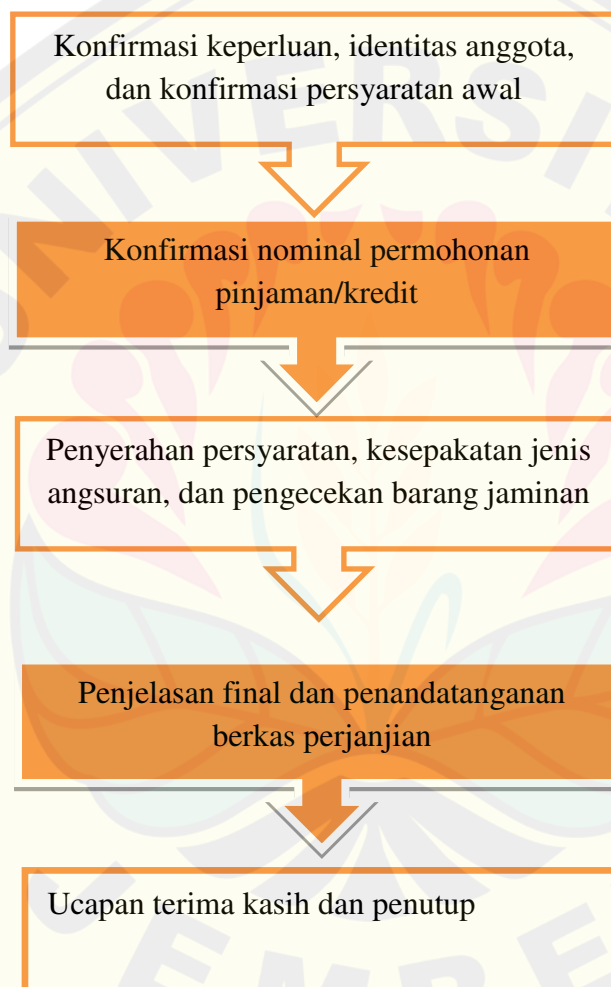 Konfirmasi keperluan, identitas anggota,
dan konfirmasi persyaratan awal
Konfirmasi nominal permohonan
pinjaman/kredit
Penyerahan persyaratan, kesepakatan jenis
angsuran, dan pengecekan barang jaminan
Penjelasan final dan penandatanganan
berkas perjanjian
Ucapan terima kasih dan penutup